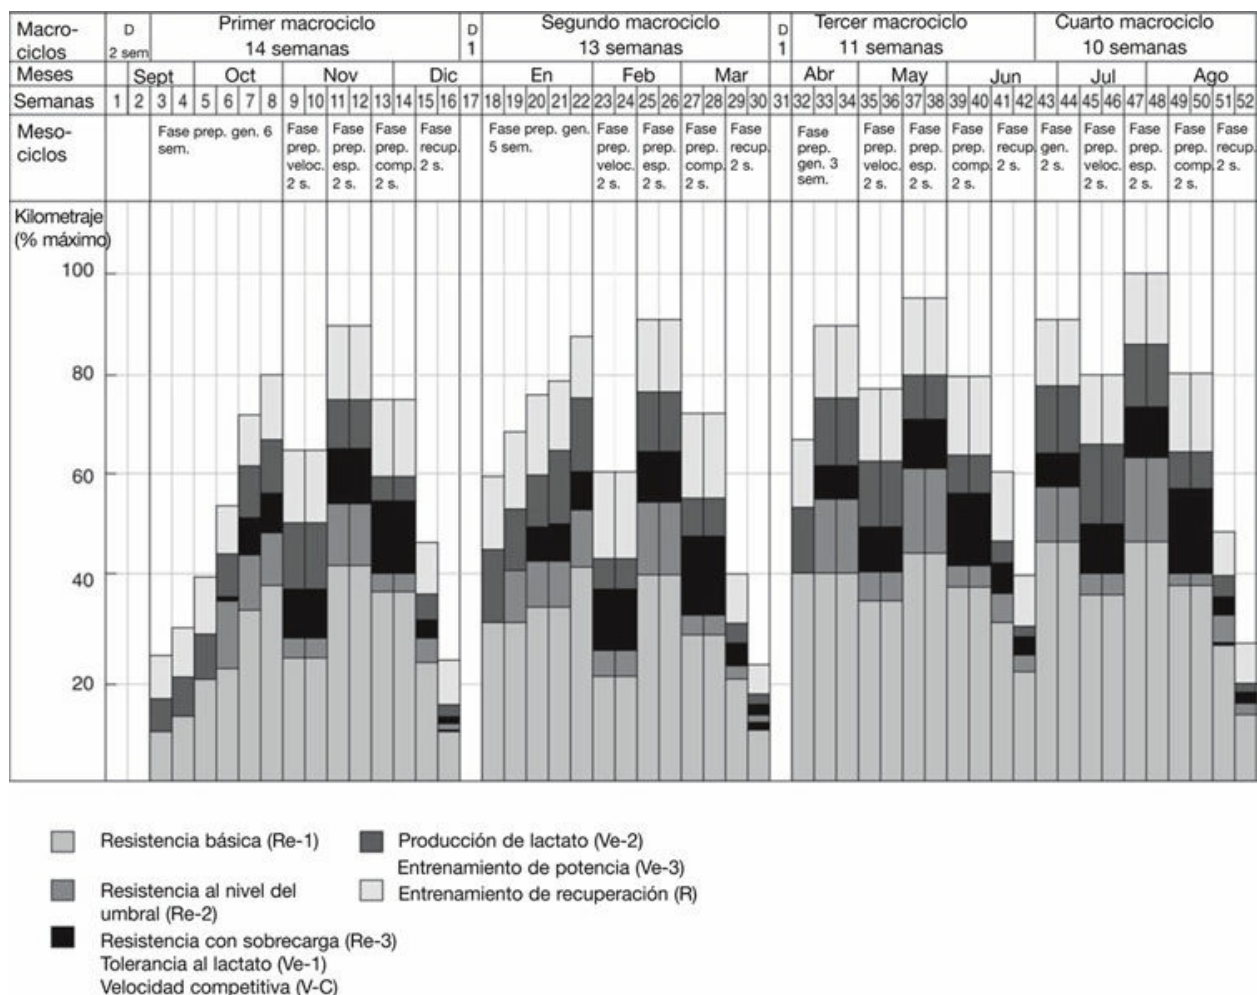 Macro-
ciclos
D
2 sem
Primer macrociclo
14 semanas
D
1
Segundo macrociclo
13 semanas
D
1
Tercer macrociclo
11 semanas
Cuarto macrociclo
10 semanas
Meses
Sept Oct Nov Dic En Feb Mar Abr May Jun Jul Ago
Semanas 1 2 3 4 5 6 7 8 9 10 11 12 13 14 15 16 17 18 19 20 21 22 23 24 25 26 27 28 29 30 31 32 33 34 35 36 37 38 39 40 41 42 43 44 45 46 47 48 49 50 51 52
Meso-
ciclos
Fase prep. gen. 6
sem.
Fase
prep.
veloc.
2 s.
Fase
prep.
esp.
2 s.
Fase
prep.
comp.
2 s.
Fase
recup.
2 s.
Fase prep. gen.
5 sem.
Fase
prep.
veloc.
2 s.
Fase
prep.
esp.
2 s.
Fase
prep.
comp.
2 s.
Fase
recup.
2 s.
Fase
prep.
gen. 3
sem.
Fase
prep.
veloc.
2 s.
Fase
prep.
esp.
2 s.
Fase
prep.
comp.
2 s.
Fase
recup.
2 s.
Fase
gen.
2 s.
Fase
prep.
veloc.
2 s.
Fase
prep.
esp.
2 s.
Fase
prep.
comp.
2 s.
Fase
recup.
2 s.
Kilometraje
(% máximo)
100
80
60
40
20
Resistencia básica (Re-1)
Resistencia al nivel del
umbral (Re-2)
Resistencia con sobrecarga (Re-3)
Tolerancia al lactato (Ve-1)
Velocidad competitiva (V-C)
Producción de lactato (Ve-2)
Entrenamiento de potencia (Ve-3)
Entrenamiento de recuperación (R)